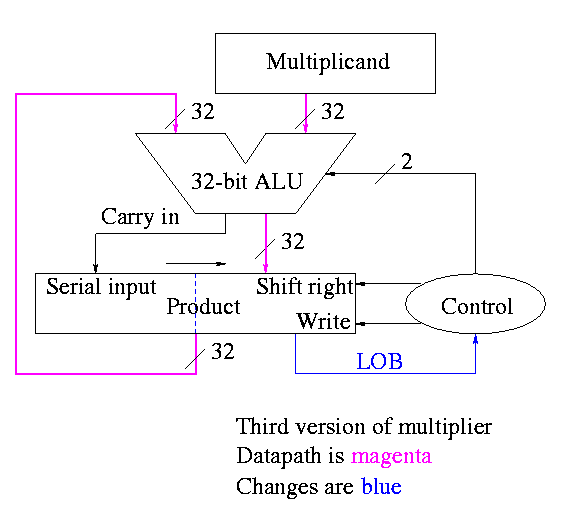 Multiplicand
32
32
2
32-bit ALU
Carry in
32
Serial input
Shift right
Product
Control
Write
32
LOB
Third version of multiplier
Datapath is magenta
Changes are blue